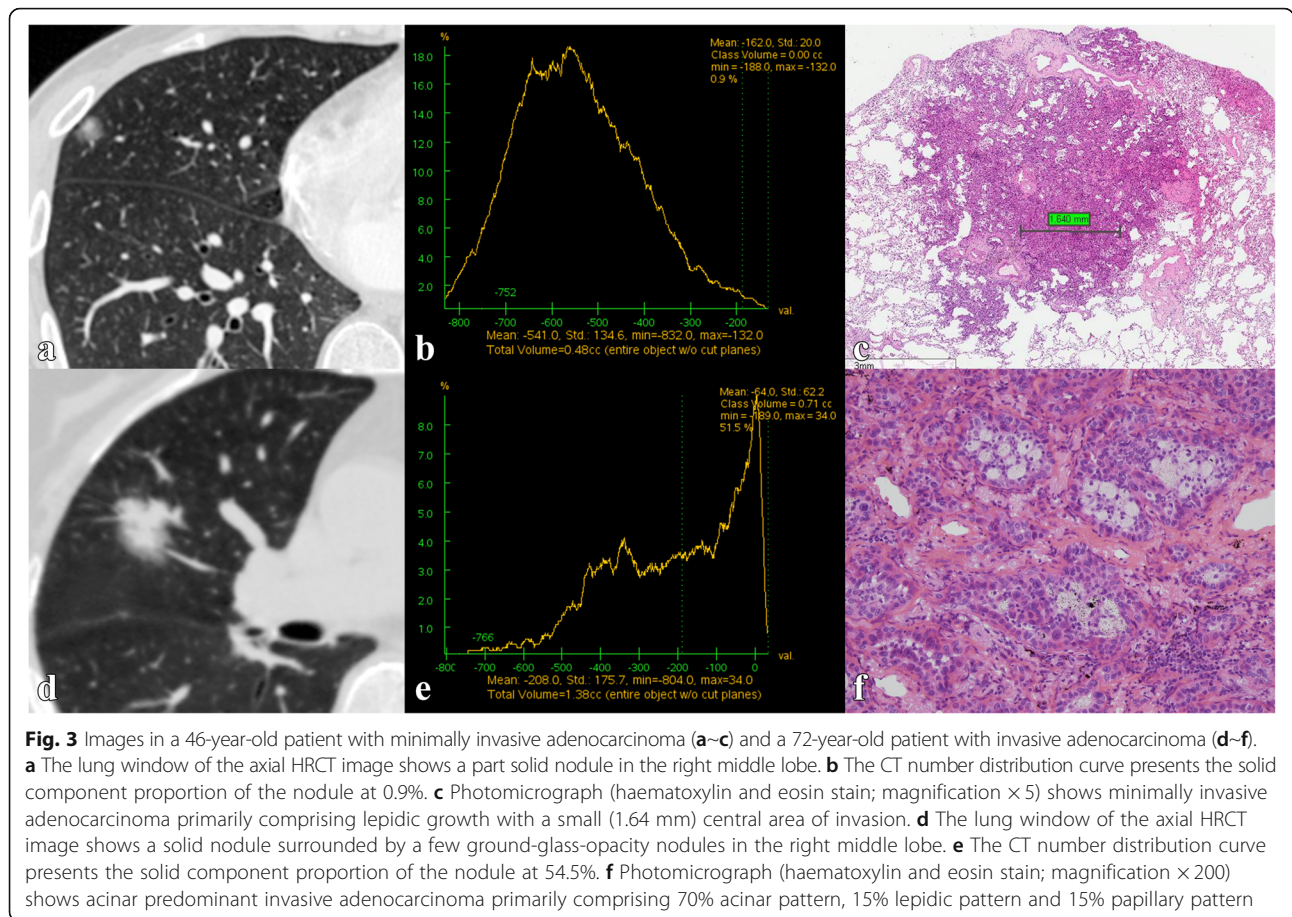 %
18.0
16.0
14.0
12.0
10.0
8.0
6.0
4.0
2.0
Mean: -162.0, Std.: 20.0
Class Volume = 0.00 cc
min = -188.0, max = -132.0
0.9 %
-752
val.
-800 -700 -600 -500 -400 -300 -200
Mean: -541.0, Std.: 134.6, min=-832.0, max=-132.0
Total Volume=0.48cc (entire object w/o cut planes)
1.640 mm
3mm
a b c
%
8.0
7.0
6.0
5.0
4.0
3.0
2.0
1.0
Mean: -64.0, Std.: 62.2
Class Volume = 0.71 cc
min = -189.0, max = 34.0
51.5 %
-766
val.
-800 -700 -600 -500 -400 -300 -200 -100 0
Mean: -208.0, Std.: 175.7, min=-804.0, max=34.0
Total Volume=1.38cc (entire object w/o cut planes)
d e f
Fig. 3 Images in a 46-year-old patient with minimally invasive adenocarcinoma (a~c) and a 72-year-old patient with invasive adenocarcinoma (d~f).
a The lung window of the axial HRCT image shows a part solid nodule in the right middle lobe. b The CT number distribution curve presents the solid
component proportion of the nodule at 0.9%. c Photomicrograph (haematoxylin and eosin stain; magnification × 5) shows minimally invasive
adenocarcinoma primarily comprising lepidic growth with a small (1.64 mm) central area of invasion. d The lung window of the axial HRCT
image shows a solid nodule surrounded by a few ground-glass-opacity nodules in the right middle lobe. e The CT number distribution curve
presents the solid component proportion of the nodule at 54.5%. f Photomicrograph (haematoxylin and eosin stain; magnification × 200)
shows acinar predominant invasive adenocarcinoma primarily comprising 70% acinar pattern, 15% lepidic pattern and 15% papillary pattern